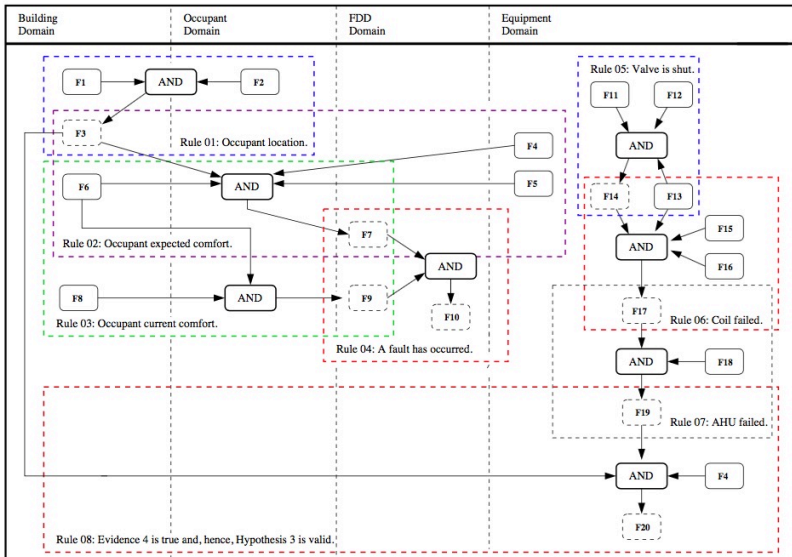 Building
Domain
Occupant
Domain
FDD
Domain
Equipment
Domain
F1
AND
F2
F3
Rule 01: Occupant location.
F4
F6
AND
F5
Rule 02: Occupant expected comfort.
F7
AND
F8
AND
F9
F10
Rule 03: Occupant current comfort.
Rule 04: A fault has occurred.
Rule 05: Valve is shut.
F11
F12
AND
F14
F13
AND
F15
F16
F17
Rule 06: Coil failed.
AND
F18
F19
Rule 07: AHU failed.
AND
F4
F20
Rule 08: Evidence 4 is true and, hence, Hypothesis 3 is valid.